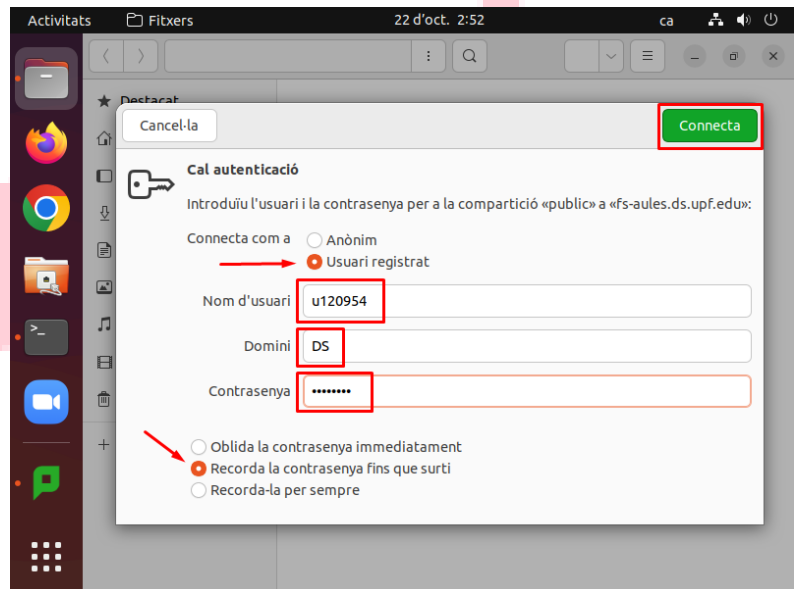 Activitats Fitxers 22 d'oct. 2:52 ca
Destacat
Cancel·la Connecta
Cal autenticació
Introduïu l'usuari i la contrasenya per a la compartició «public» a «fs-aules.ds.upf.edu»:
Connecta com a Anònim
Usuari registrat
Nom d'usuari u120954
Domini DS
Contrasenya ••••••••
Oblida la contrasenya immediatament
Recorda la contrasenya fins que surti
Recorda-la per sempre